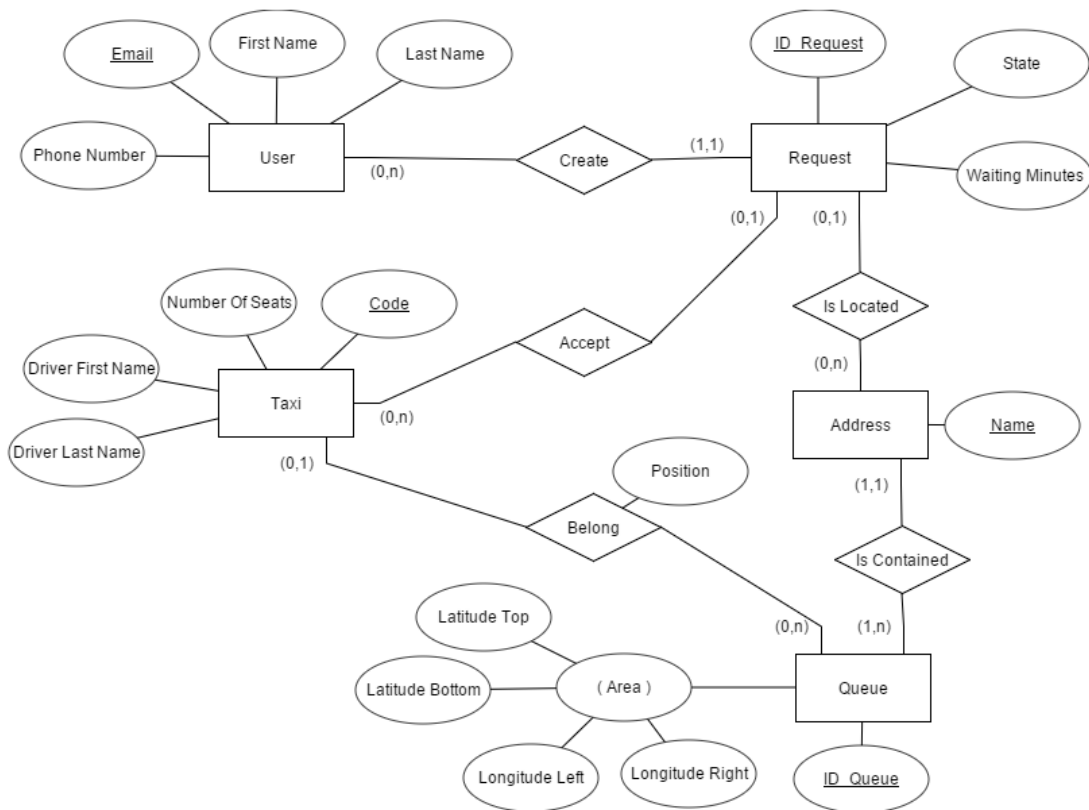 Email
First Name
Last Name
Phone Number
User
(0,n)
Create
(1,1)
Request
ID_Request
State
Waiting Minutes
(0,1)
(0,1)
Is Located
(0,n)
Address
Name
(1,1)
Is Contained
(1,n)
Number Of Seats
Code
Driver First Name
Driver Last Name
Taxi
(0,n)
Accept
(0,1)
Belong
Position
(0,n)
Queue
ID_Queue
( Area )
Latitude Top
Latitude Bottom
Longitude Left
Longitude Right